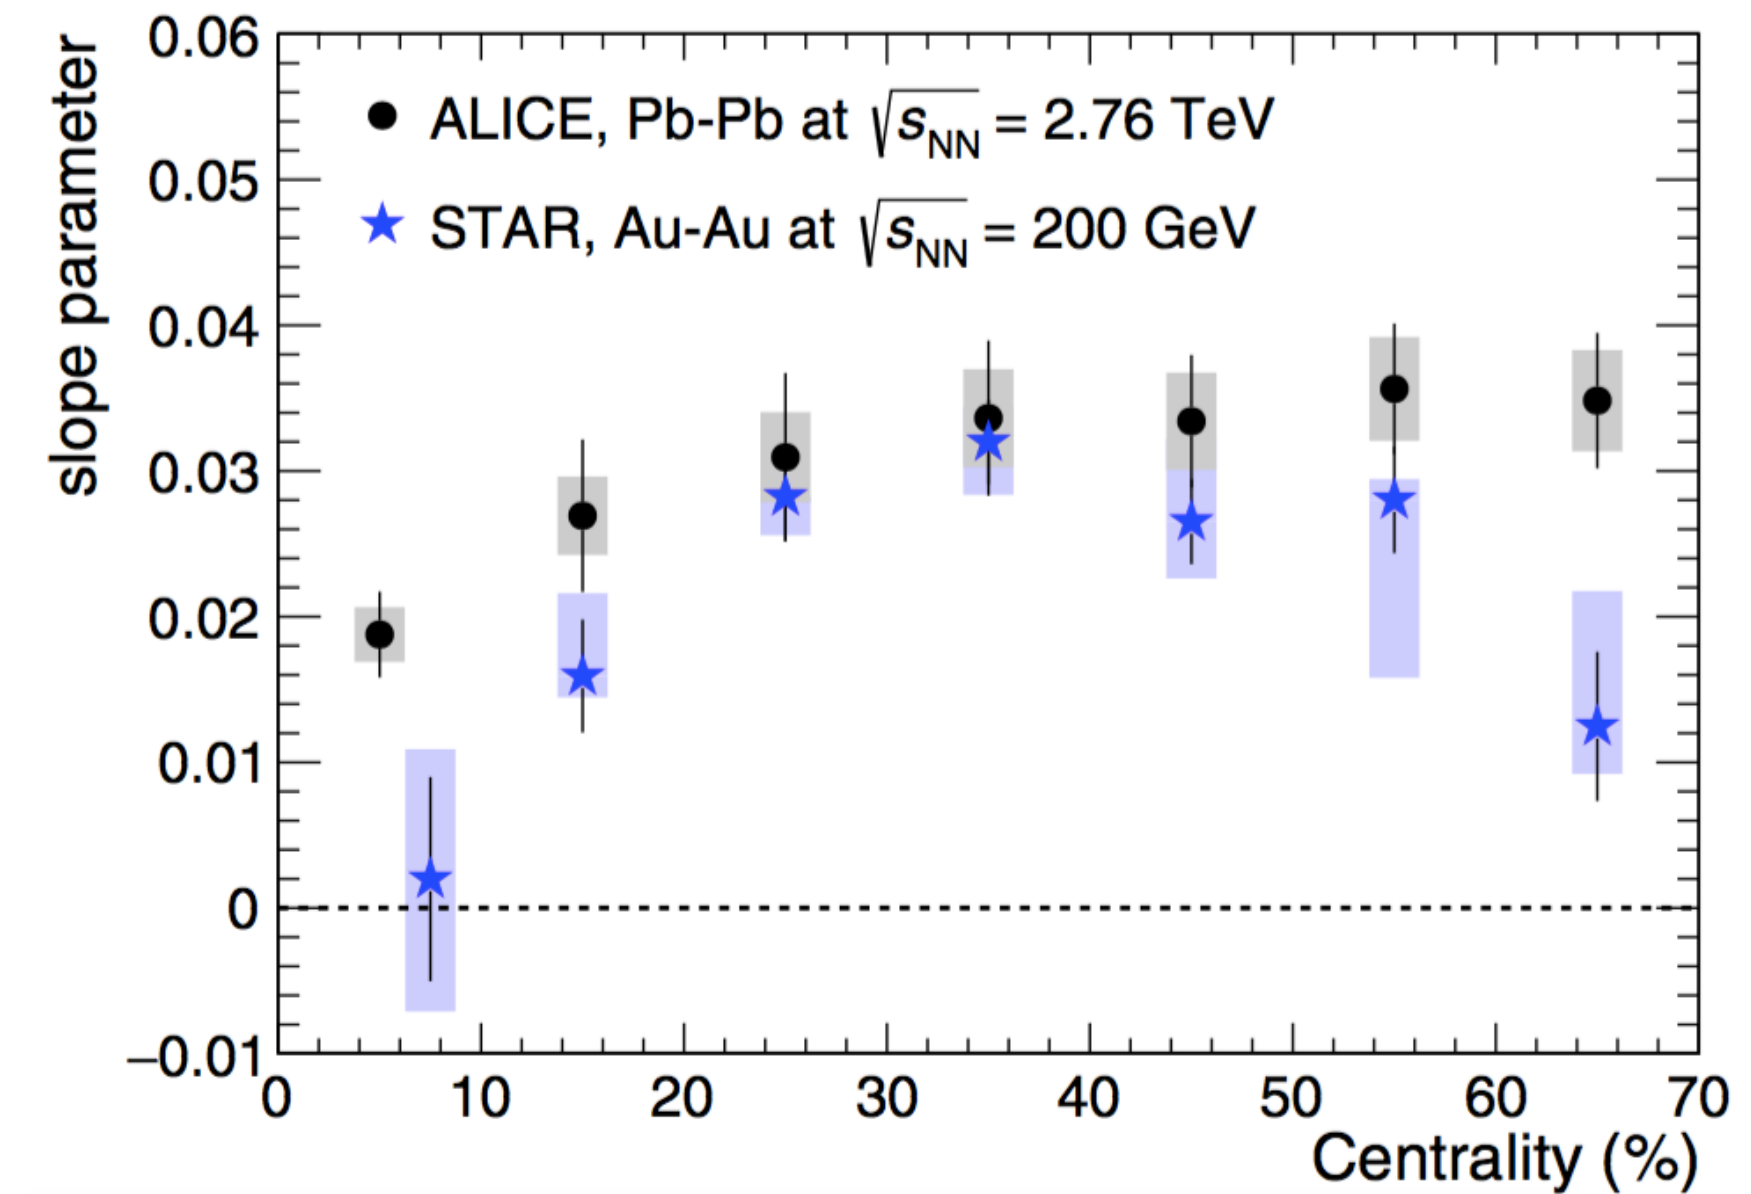 slope parameter
0.06
0.05
0.04
0.03
0.02
0.01
0
−0.01
ALICE, Pb-Pb at √sNN = 2.76 TeV
STAR, Au-Au at √sNN = 200 GeV
0 10 20 30 40 50 60 70
Centrality (%)